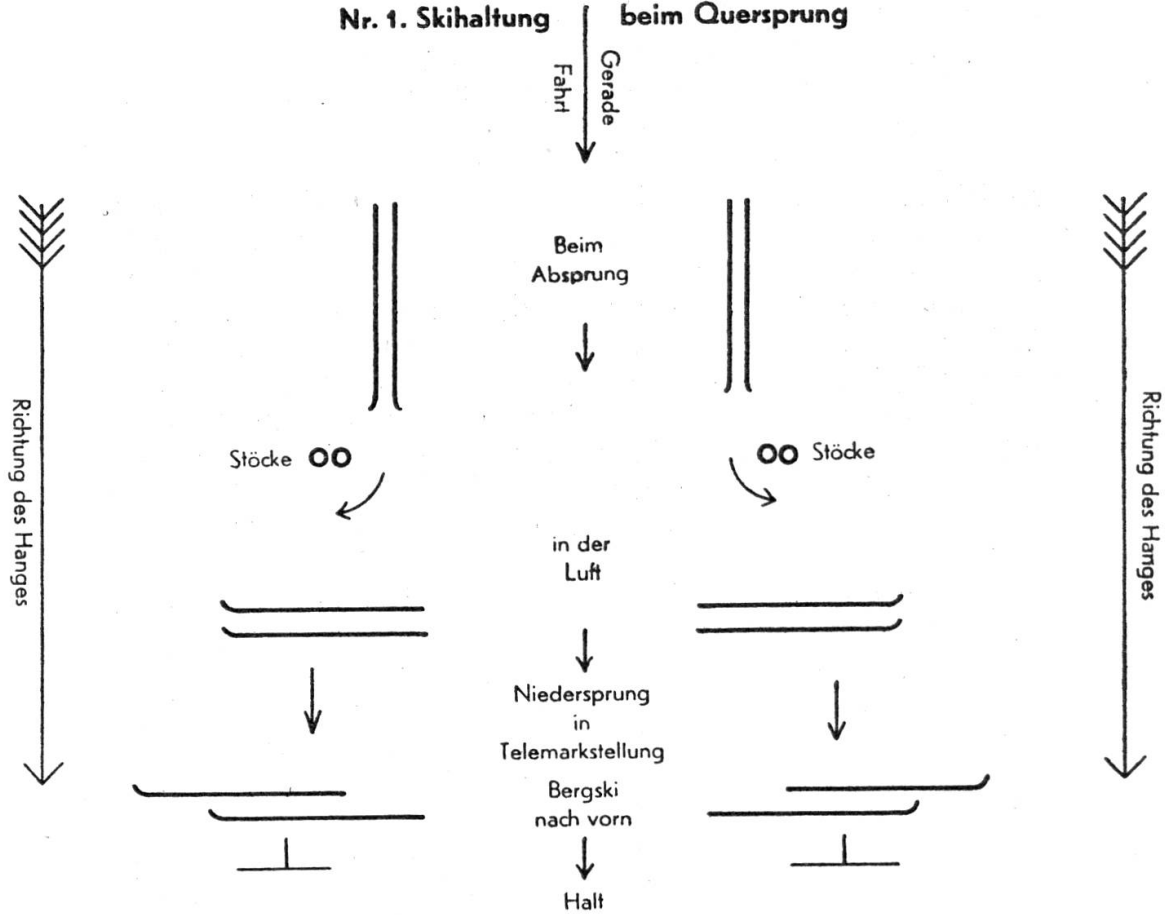 Nr. 1. Skihaltung beim Quersprung
Gerade
Fahrt
Beim
Absprung
Richtung des Hanges
Richtung des Hanges
Stöcke
Stöcke
in der
Luft
Niedersprung
in
Telemarkstellung
Bergski
nach vorn
Halt